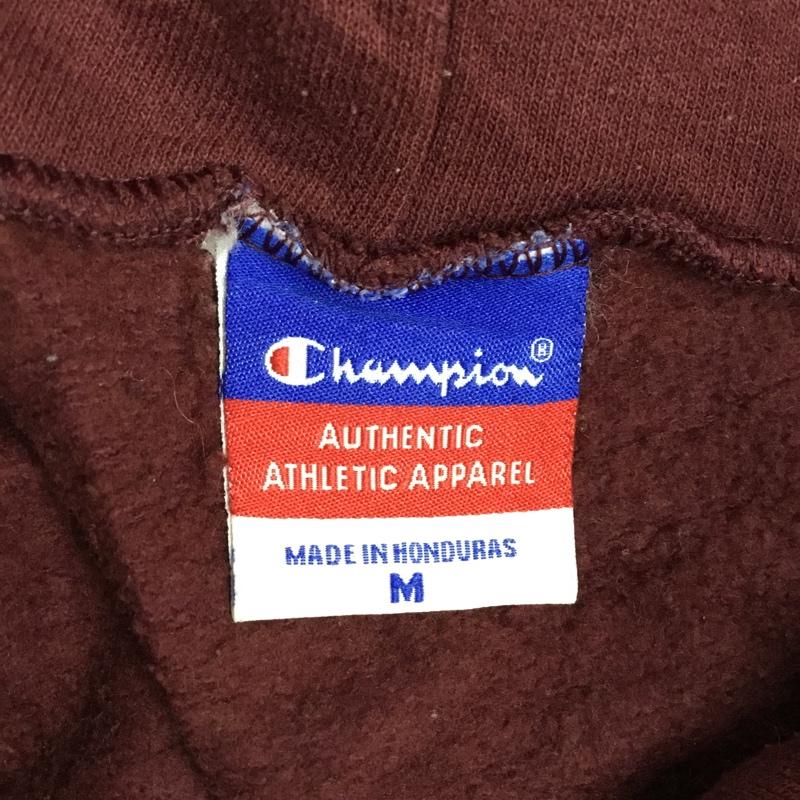 Champion®
AUTHENTIC
ATHLETIC APPAREL
MADE IN HONDURAS
M